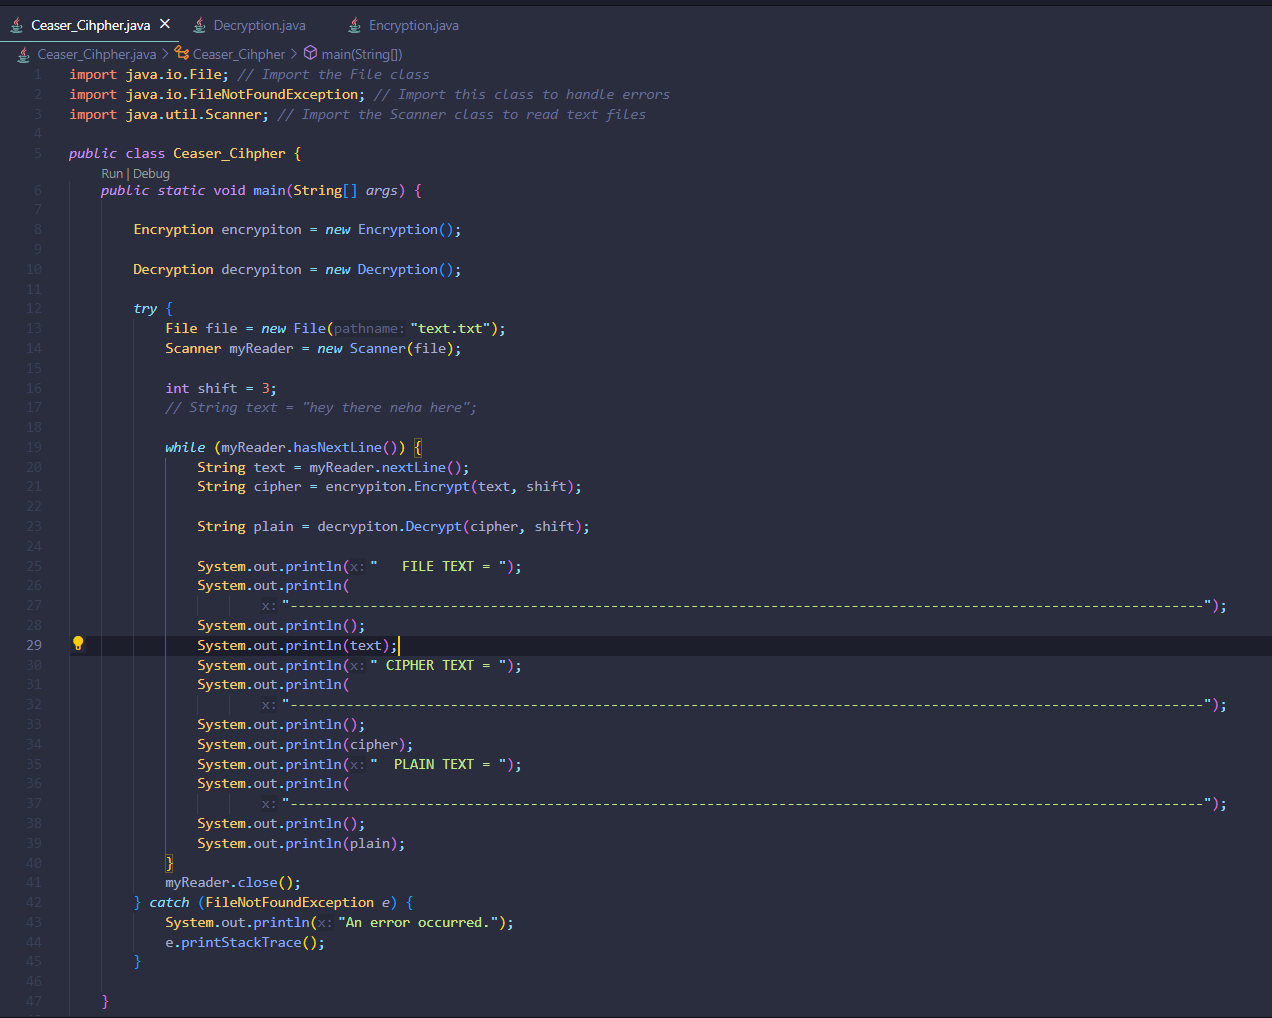 Ceaser_Cihpher.java × Decryption.java Encryption.java
Ceaser_Cihpher.java > Ceaser_Cihpher > main(String[])
1 import java.io.File; // Import the File class
2 import java.io.FileNotFoundException; // Import this class to handle errors
3 import java.util.Scanner; // Import the Scanner class to read text files
4
5 public class Ceaser_Cihpher {
Run | Debug
6 public static void main(String[] args) {
7
8 Encryption encrypiton = new Encryption();
9
10 Decryption decrypiton = new Decryption();
11
12 try {
13 File file = new File(pathname: "text.txt");
14 Scanner myReader = new Scanner(file);
15
16 int shift = 3;
17 // String text = "hey there neha here";
18
19 while (myReader.hasNextLine()) {
20 String text = myReader.nextLine();
21 String cipher = encrypiton.Encrypt(text, shift);
22
23 String plain = decrypiton.Decrypt(cipher, shift);
24
25 System.out.println(x: "   FILE TEXT = ");
26 System.out.println(
27 x: "------------------------------------------------------------------------------------------------------------------");
28 System.out.println();
29 System.out.println(text);
30 System.out.println(x: " CIPHER TEXT = ");
31 System.out.println(
32 x: "------------------------------------------------------------------------------------------------------------------");
33 System.out.println();
34 System.out.println(cipher);
35 System.out.println(x: "  PLAIN TEXT = ");
36 System.out.println(
37 x: "------------------------------------------------------------------------------------------------------------------");
38 System.out.println();
39 System.out.println(plain);
40 }
41 myReader.close();
42 } catch (FileNotFoundException e) {
43 System.out.println(x: "An error occurred.");
44 e.printStackTrace();
45 }
46
47 }